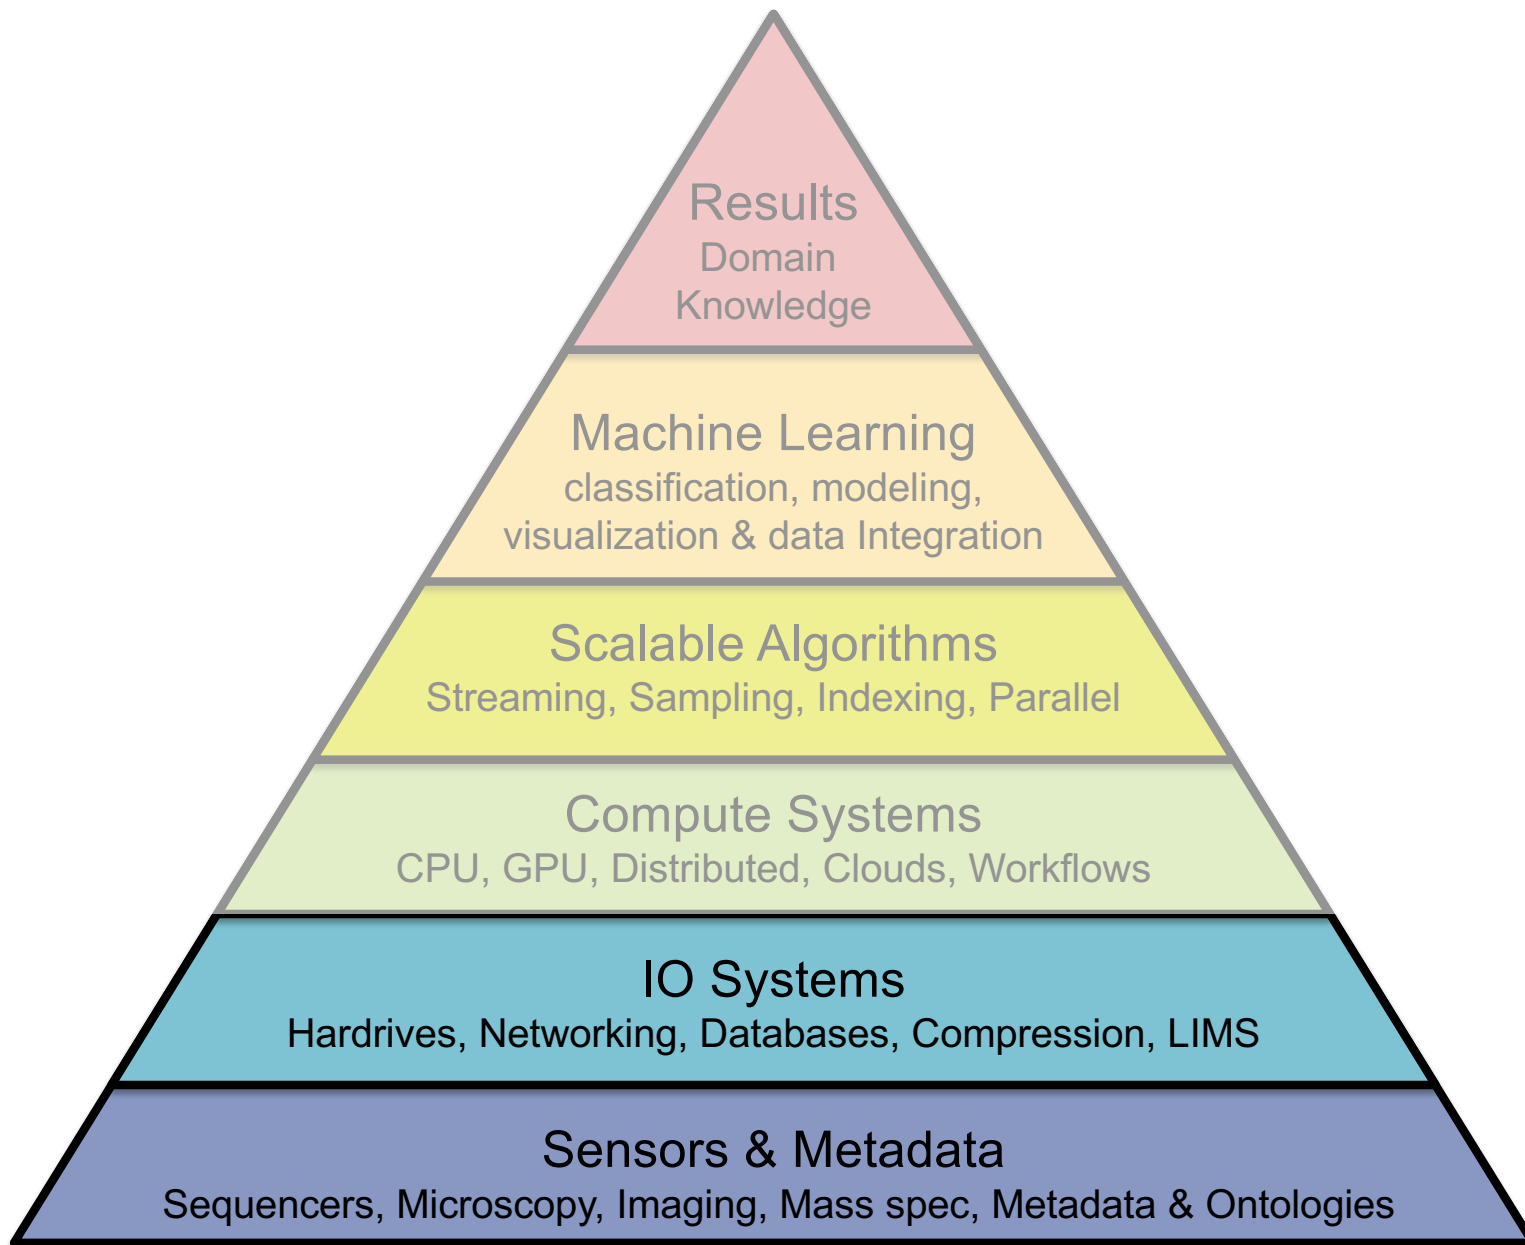 Results
Domain
Knowledge
Machine Learning
classification, modeling,
visualization & data Integration
Scalable Algorithms
Streaming, Sampling, Indexing, Parallel
Compute Systems
CPU, GPU, Distributed, Clouds, Workflows
IO Systems
Hardrives, Networking, Databases, Compression, LIMS
Sensors & Metadata
Sequencers, Microscopy, Imaging, Mass spec, Metadata & Ontologies